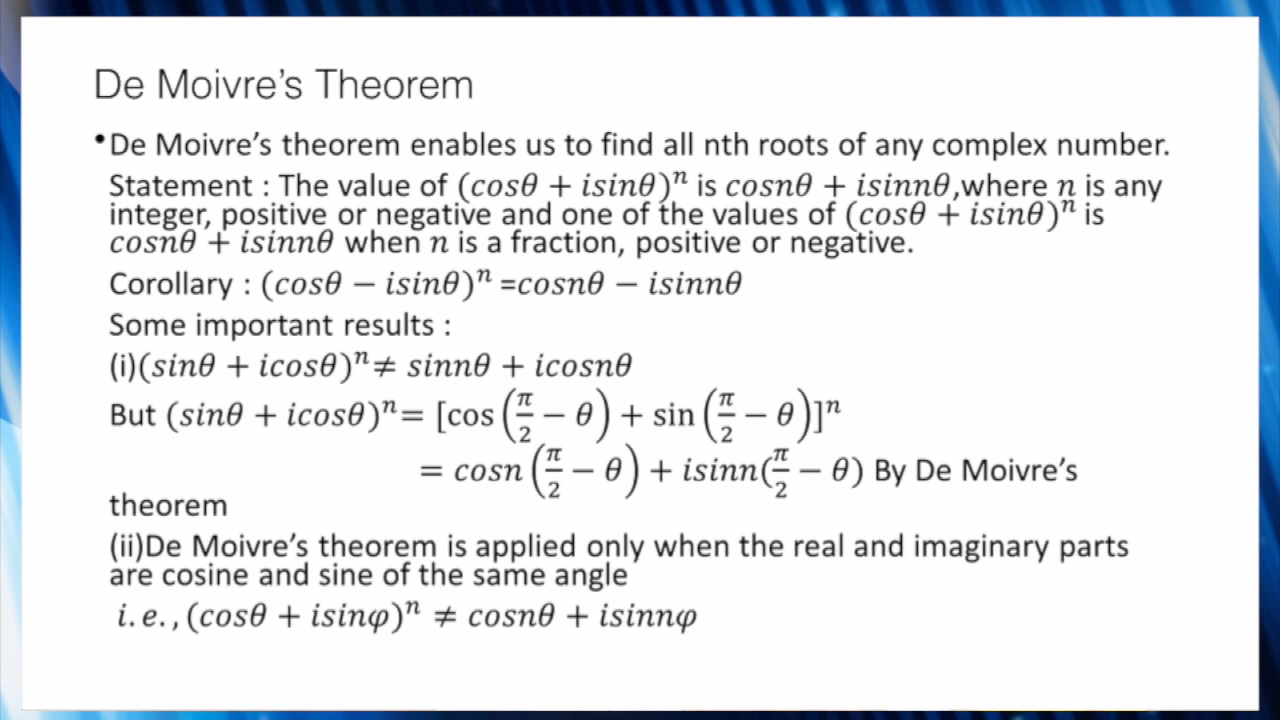 De Moivre’s Theorem
•De Moivre’s theorem enables us to find all nth roots of any complex number.
Statement : The value of (cosθ + isinθ)ⁿ is cosnθ + isinnθ,where n is any
integer, positive or negative and one of the values of (cosθ + isinθ)ⁿ is
cosnθ + isinnθ when n is a fraction, positive or negative.
Corollary : (cosθ − isinθ)ⁿ =cosnθ − isinnθ
Some important results :
(i)(sinθ + icosθ)ⁿ≠ sinnθ + icosnθ
But (sinθ + icosθ)ⁿ= [cos(π/2 − θ) + sin(π/2 − θ)]ⁿ
= cosn(π/2 − θ) + isinn(π/2 − θ) By De Moivre’s
theorem
(ii)De Moivre’s theorem is applied only when the real and imaginary parts
are cosine and sine of the same angle
i.e.,(cosθ + isinφ)ⁿ ≠ cosnθ + isinnφ